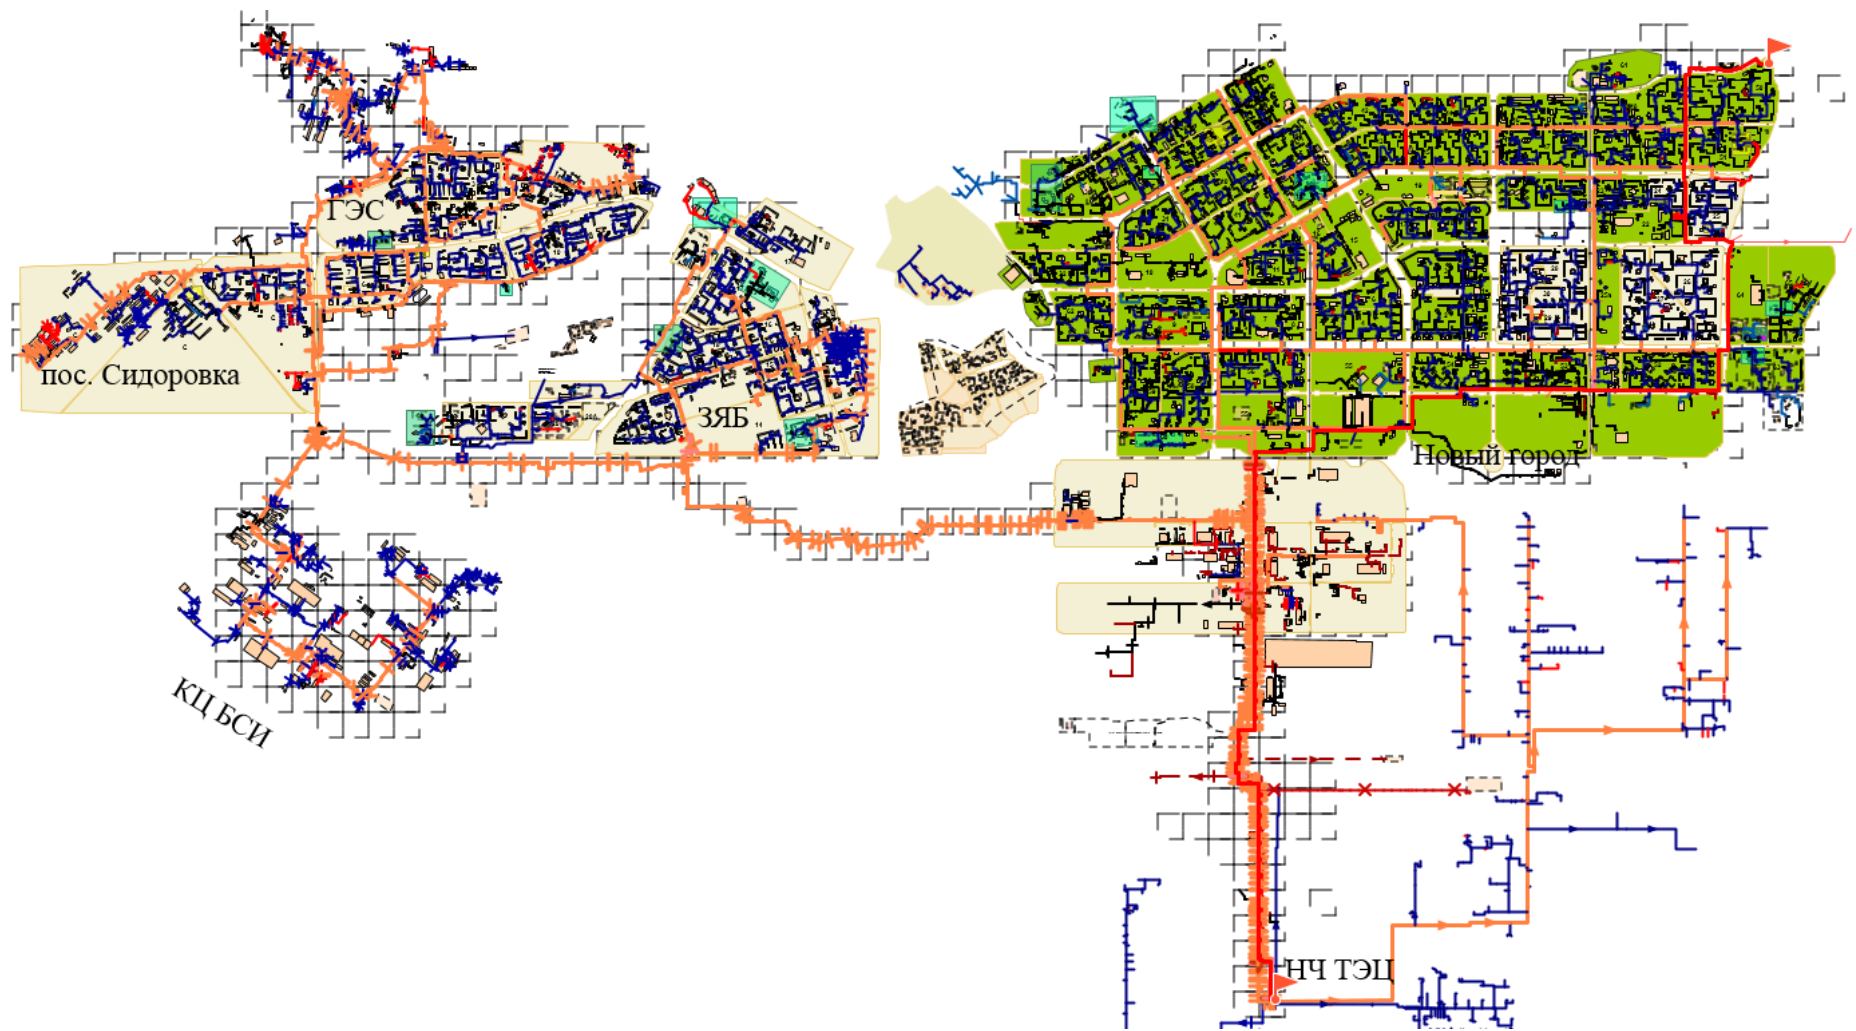 ГЭС
пос. Сидоровка
ЗЯБ
Новый город
КЦ БСИ
НЧ ТЭЦ